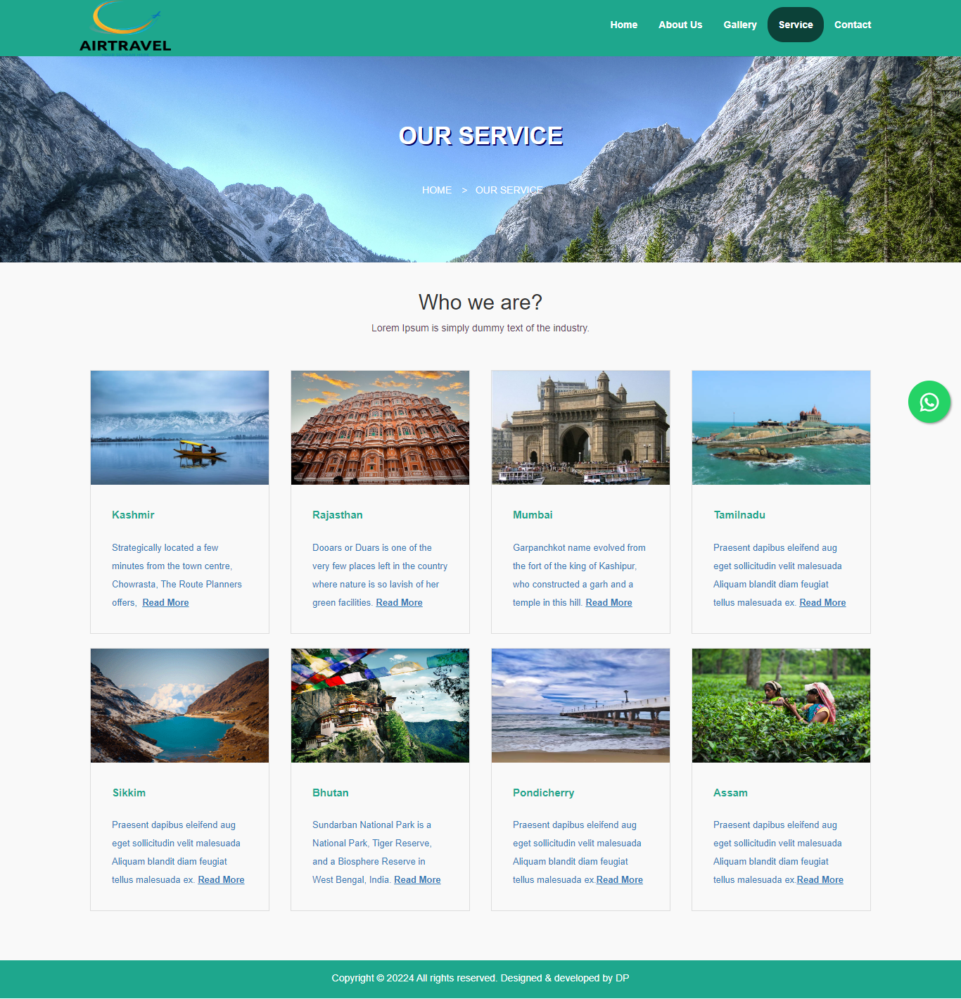 AIRTRAVEL
Home About Us Gallery Service Contact
OUR SERVICE
HOME > OUR SERVICE
Who we are?
Lorem Ipsum is simply dummy text of the industry.
Kashmir
Strategically located a few
minutes from the town centre,
Chowrasta, The Route Planners
offers, Read More
Rajasthan
Dooars or Duars is one of the
very few places left in the country
where nature is so lavish of her
green facilities. Read More
Mumbai
Garpanchkot name evolved from
the fort of the king of Kashipur,
who constructed a garh and a
temple in this hill. Read More
Tamilnadu
Praesent dapibus eleifend aug
eget sollicitudin velit malesuada
Aliquam blandit diam feugiat
tellus malesuada ex. Read More
Sikkim
Praesent dapibus eleifend aug
eget sollicitudin velit malesuada
Aliquam blandit diam feugiat
tellus malesuada ex. Read More
Bhutan
Sundarban National Park is a
National Park, Tiger Reserve,
and a Biosphere Reserve in
West Bengal, India. Read More
Pondicherry
Praesent dapibus eleifend aug
eget sollicitudin velit malesuada
Aliquam blandit diam feugiat
tellus malesuada ex.Read More
Assam
Praesent dapibus eleifend aug
eget sollicitudin velit malesuada
Aliquam blandit diam feugiat
tellus malesuada ex.Read More
Copyright © 20224 All rights reserved. Designed & developed by DP